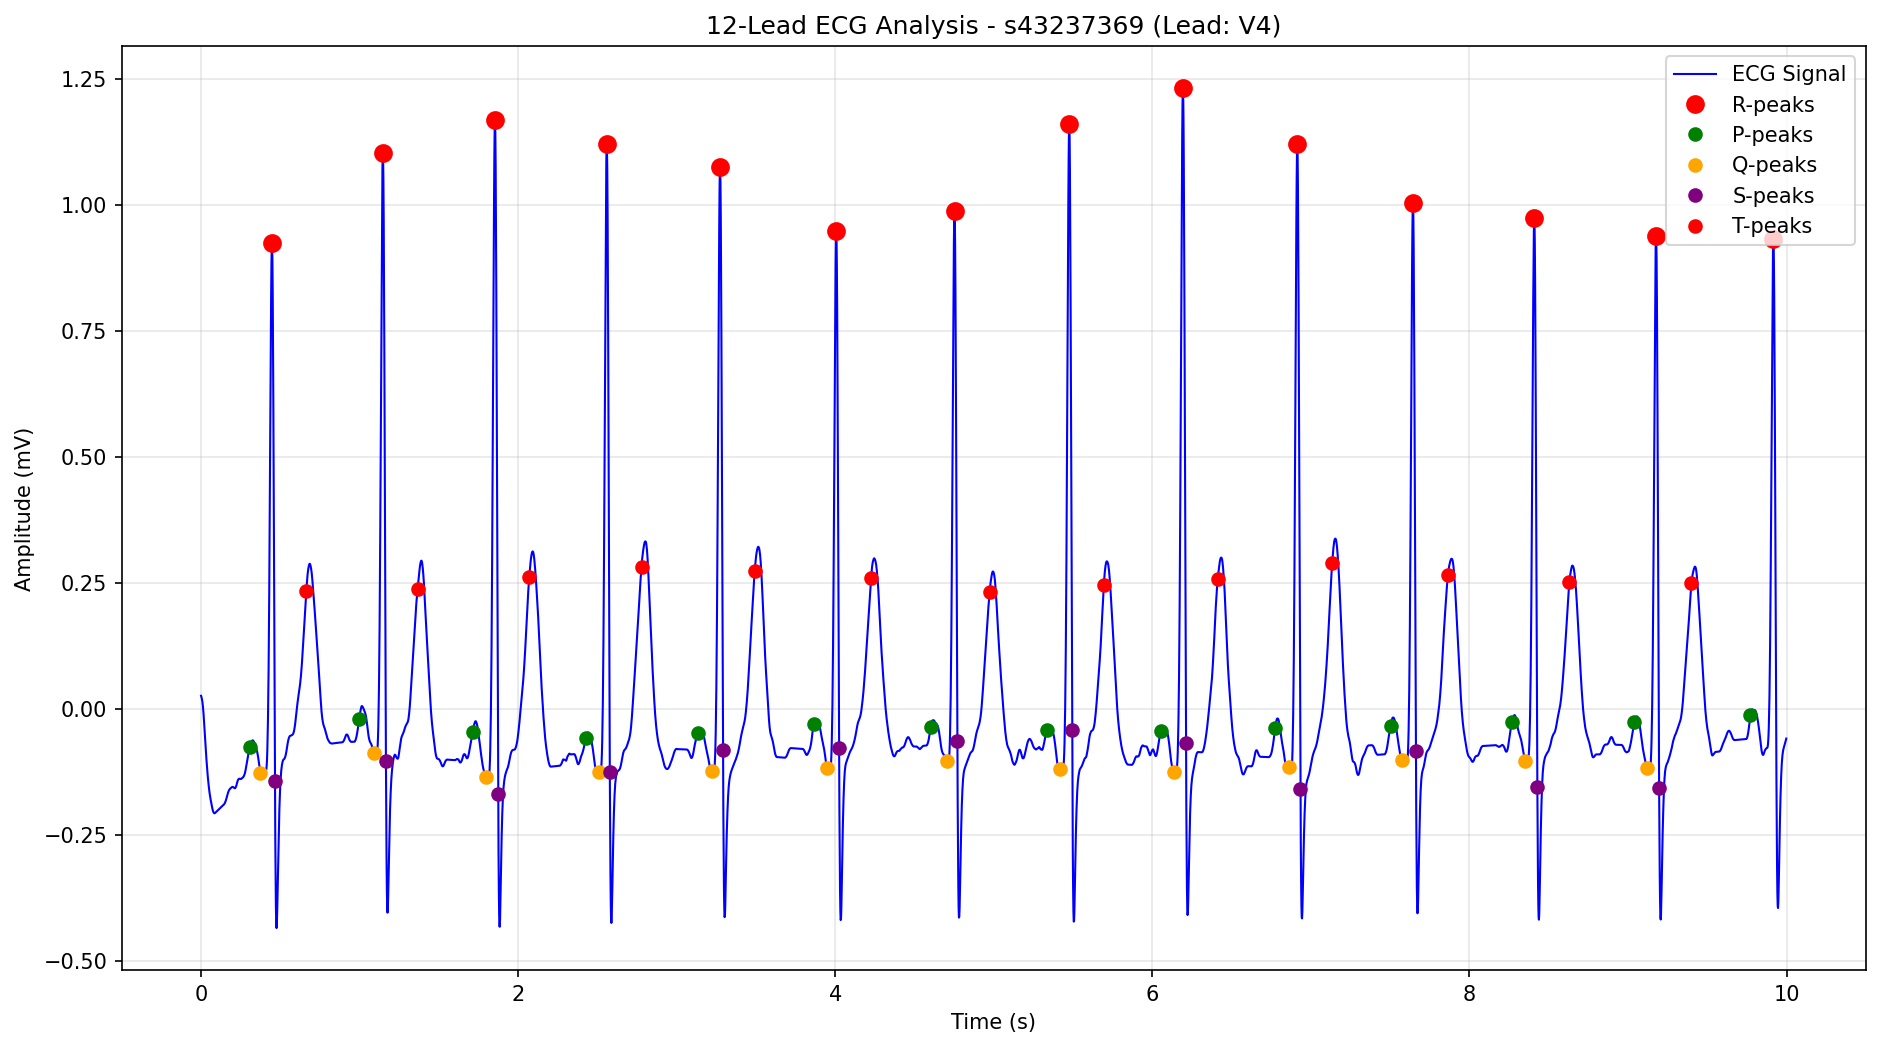 12-Lead ECG Analysis - s43237369 (Lead: V4)
ECG Signal
R-peaks
P-peaks
Q-peaks
S-peaks
T-peaks
Amplitude (mV)
1.25
1.00
0.75
0.50
0.25
0.00
−0.25
−0.50
0 2 4 6 8 10
Time (s)